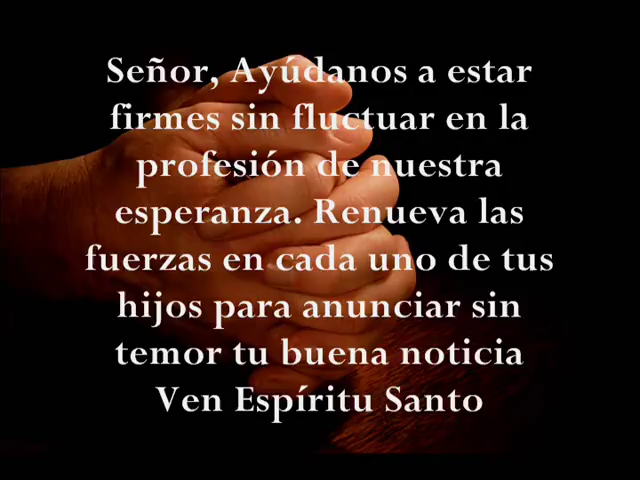 Señor, Ayúdanos a estar
firmes sin fluctuar en la
profesión de nuestra
esperanza. Renueva las
fuerzas en cada uno de tus
hijos para anunciar sin
temor tu buena noticia
Ven Espíritu Santo